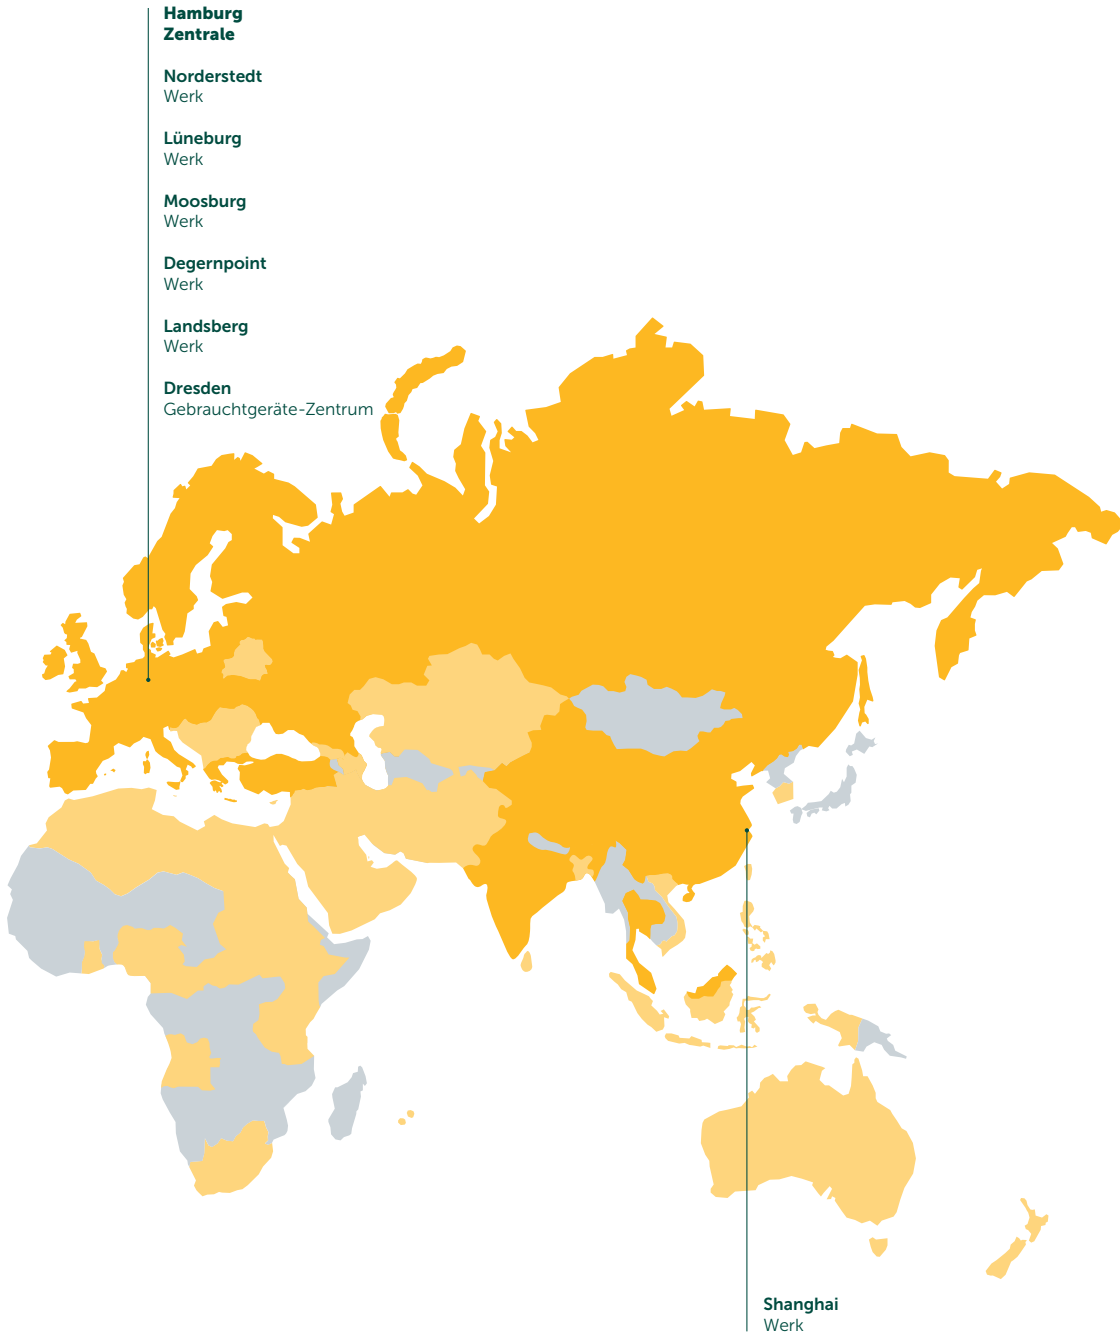 Hamburg
Zentrale
Norderstedt
Werk
Lüneburg
Werk
Moosburg
Werk
Degernpoint
Werk
Landsberg
Werk
Dresden
Gebrauchtgeräte-Zentrum
Shanghai
Werk